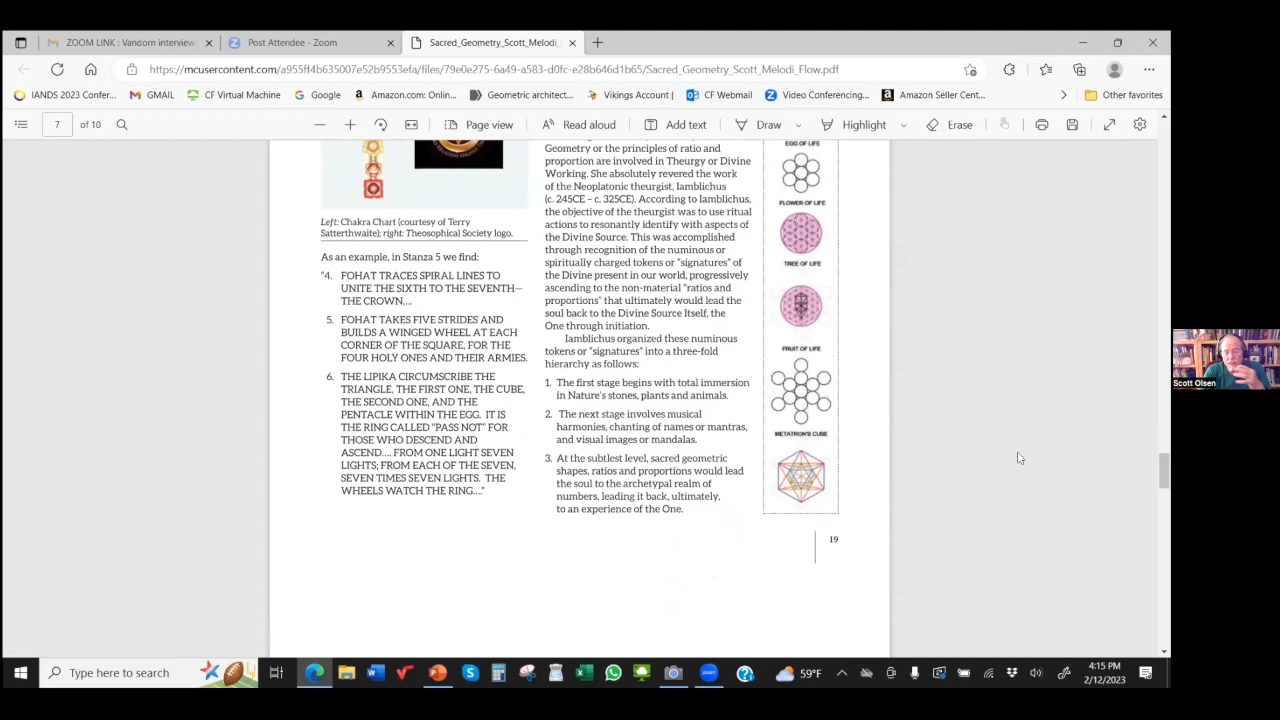 ZOOM LINK : Vandorn interview
Post Attendee - Zoom
Sacred_Geometry_Scott_Melodi_
https://mcusercontent.com/a955ff4b635007e52b9553efa/files/79e0e275-6a49-a583-d0fc-e28b646d1b65/Sacred_Geometry_Scott_Melodi_Flow.pdf
IANDS 2023 Confer...
GMAIL
CF Virtual Machine
Google
Amazon.com: Onlin...
Geometric architect...
Vikings Account |
CF Webmail
Video Conferencing...
Amazon Seller Cent...
Other favorites
7 of 10
Page view
Read aloud
Add text
Draw
Highlight
Erase
Left: Chakra Chart (courtesy of Terry
Satterthwaite); right: Theosophical Society logo.
As an example, in Stanza 5 we find:
"4. FOHAT TRACES SPIRAL LINES TO
UNITE THE SIXTH TO THE SEVENTH—
THE CROWN....
5. FOHAT TAKES FIVE STRIDES AND
BUILDS A WINGED WHEEL AT EACH
CORNER OF THE SQUARE, FOR THE
FOUR HOLY ONES AND THEIR ARMIES.
6. THE LIPIKA CIRCUMSCRIBE THE
TRIANGLE, THE FIRST ONE, THE CUBE,
THE SECOND ONE, AND THE
PENTACLE WITHIN THE EGG. IT IS
THE RING CALLED "PASS NOT" FOR
THOSE WHO DESCEND AND
ASCEND.... FROM ONE LIGHT SEVEN
LIGHTS; FROM EACH OF THE SEVEN,
SEVEN TIMES SEVEN LIGHTS. THE
WHEELS WATCH THE RING...."
Geometry or the principles of ratio and
proportion are involved in Theurgy or Divine
Working. She absolutely revered the work
of the Neoplatonic theurgist, Iamblichus
(c. 245CE – c. 325CE). According to Iamblichus,
the objective of the theurgist was to use ritual
actions to resonantly identify with aspects of
the Divine Source. This was accomplished
through recognition of the numinous or
spiritually charged tokens or "signatures" of
the Divine present in our world, progressively
ascending to the non-material "ratios and
proportions" that ultimately would lead the
soul back to the Divine Source Itself, the
One through initiation.
Iamblichus organized these numinous
tokens or "signatures" into a three-fold
hierarchy as follows:
1. The first stage begins with total immersion
in Nature's stones, plants and animals.
2. The next stage involves musical
harmonies, chanting of names or mantras,
and visual images or mandalas.
3. At the subtlest level, sacred geometric
shapes, ratios and proportions would lead
the soul to the archetypal realm of
numbers, leading it back, ultimately,
to an experience of the One.
EGG OF LIFE
FLOWER OF LIFE
TREE OF LIFE
FRUIT OF LIFE
METATRON'S CUBE
19
Scott Olsen
Type here to search
59°F
4:15 PM
2/12/2023